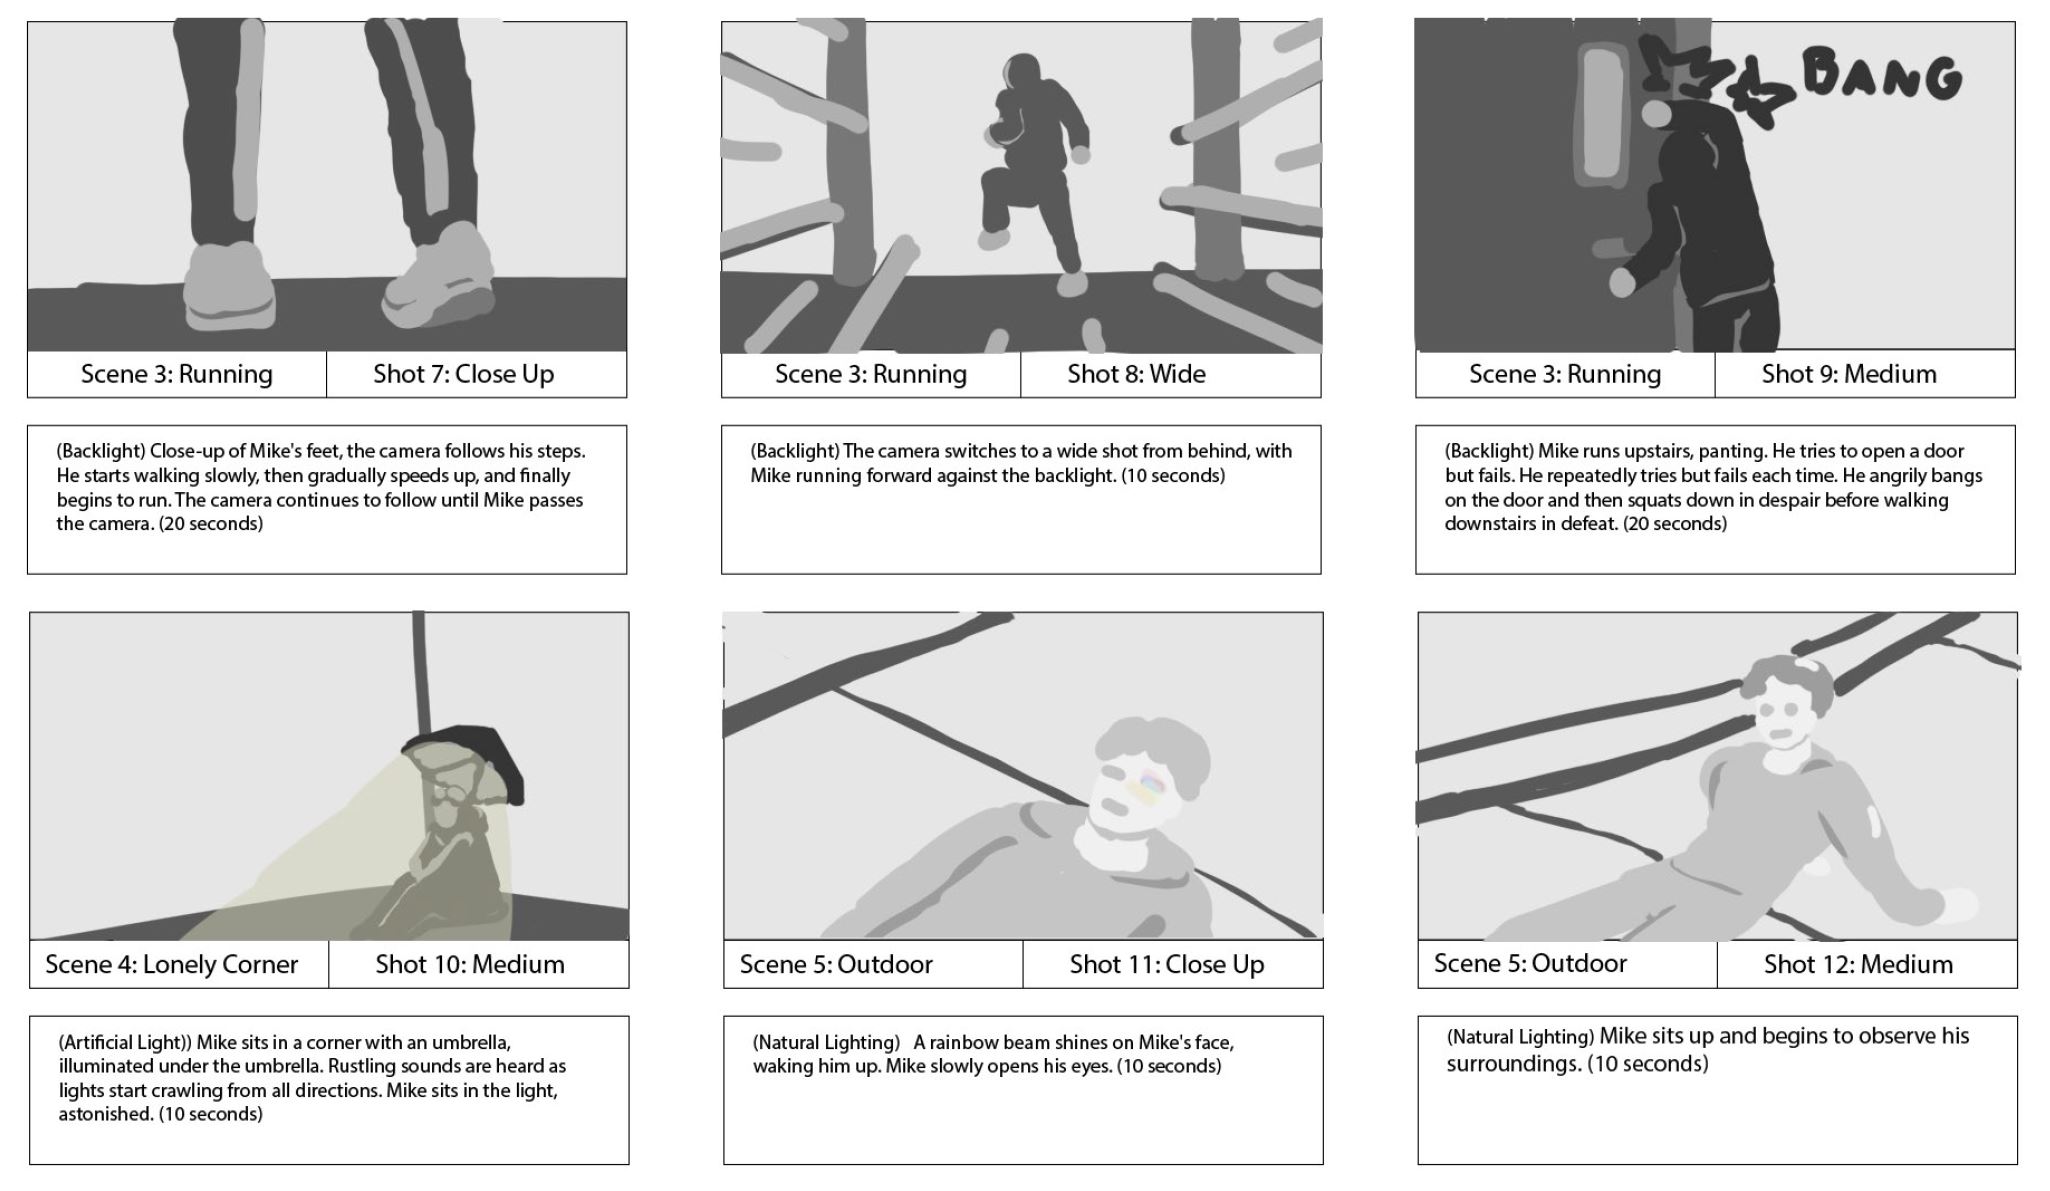 BANG
Scene 3: Running
Shot 7: Close Up
Scene 3: Running
Shot 8: Wide
Scene 3: Running
Shot 9: Medium
(Backlight) Close-up of Mike's feet, the camera follows his steps.
He starts walking slowly, then gradually speeds up, and finally
begins to run. The camera continues to follow until Mike passes
the camera. (20 seconds)
(Backlight) The camera switches to a wide shot from behind, with
Mike running forward against the backlight. (10 seconds)
(Backlight) Mike runs upstairs, panting. He tries to open a door
but fails. He repeatedly tries but fails each time. He angrily bangs
on the door and then squats down in despair before walking
downstairs in defeat. (20 seconds)
Scene 4: Lonely Corner
Shot 10: Medium
Scene 5: Outdoor
Shot 11: Close Up
Scene 5: Outdoor
Shot 12: Medium
(Artificial Light)) Mike sits in a corner with an umbrella,
illuminated under the umbrella. Rustling sounds are heard as
lights start crawling from all directions. Mike sits in the light,
astonished. (10 seconds)
(Natural Lighting) A rainbow beam shines on Mike's face,
waking him up. Mike slowly opens his eyes. (10 seconds)
(Natural Lighting) Mike sits up and begins to observe his
surroundings. (10 seconds)